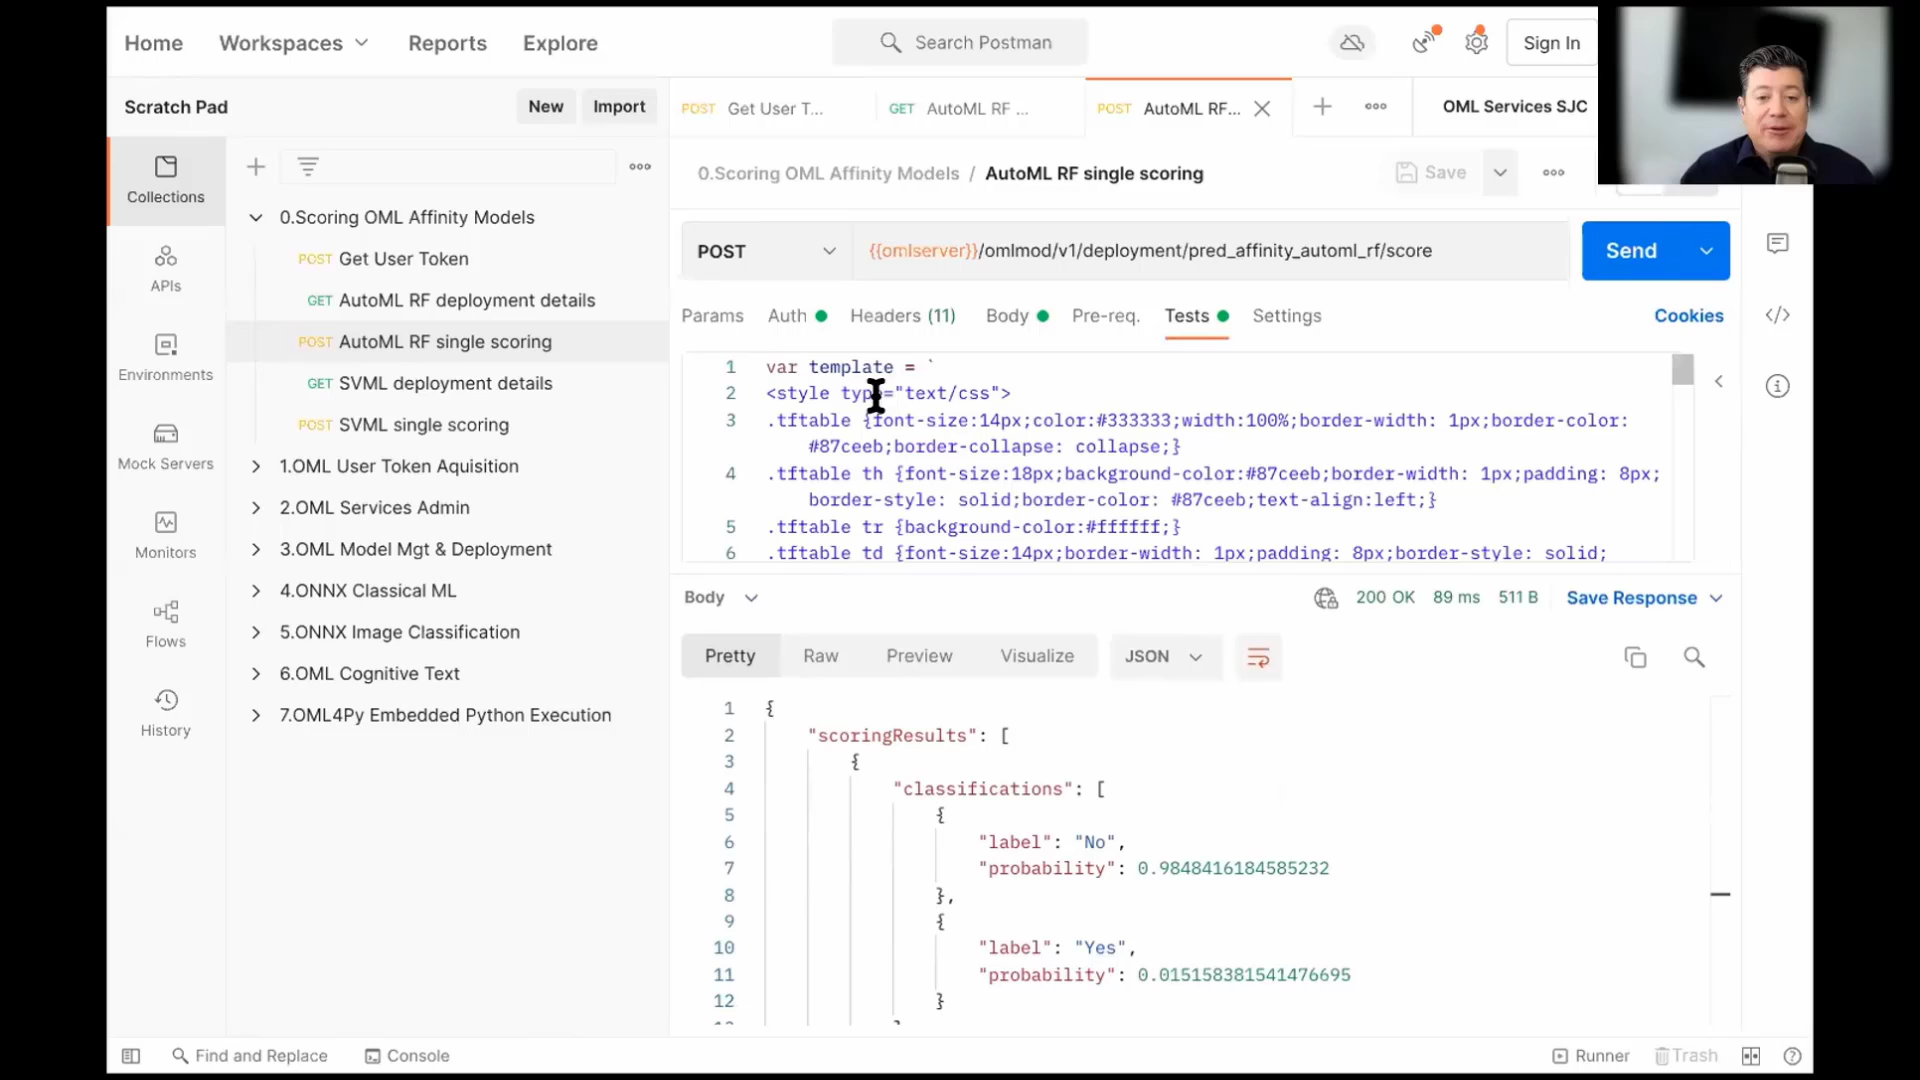 Home
Workspaces
Reports
Explore
Search Postman
Sign In
Scratch Pad
New
Import
POST Get User T...
GET AutoML RF ...
POST AutoML RF...
OML Services SJC
Collections
APIs
Environments
Mock Servers
Monitors
Flows
History
0.Scoring OML Affinity Models
POST Get User Token
GET AutoML RF deployment details
POST AutoML RF single scoring
GET SVML deployment details
POST SVML single scoring
1.OML User Token Aquisition
2.OML Services Admin
3.OML Model Mgt & Deployment
4.ONNX Classical ML
5.ONNX Image Classification
6.OML Cognitive Text
7.OML4Py Embedded Python Execution
0.Scoring OML Affinity Models / AutoML RF single scoring
Save
POST
{{omlserver}}/omlmod/v1/deployment/pred_affinity_automl_rf/score
Send
Params
Auth
Headers (11)
Body
Pre-req.
Tests
Settings
Cookies
1 var template = `
2 <style type="text/css">
3 .tftable {font-size:14px;color:#333333;width:100%;border-width: 1px;border-color:
#87ceeb;border-collapse: collapse;}
4 .tftable th {font-size:18px;background-color:#87ceeb;border-width: 1px;padding: 8px;
border-style: solid;border-color: #87ceeb;text-align:left;}
5 .tftable tr {background-color:#ffffff;}
6 .tftable td {font-size:14px;border-width: 1px;padding: 8px;border-style: solid;
Body
200 OK
89 ms
511 B
Save Response
Pretty
Raw
Preview
Visualize
JSON
1 {
2 "scoringResults": [
3 {
4 "classifications": [
5 {
6 "label": "No",
7 "probability": 0.9848416184585232
8 },
9 {
10 "label": "Yes",
11 "probability": 0.015158381541476695
12 }
Find and Replace
Console
Runner
Trash